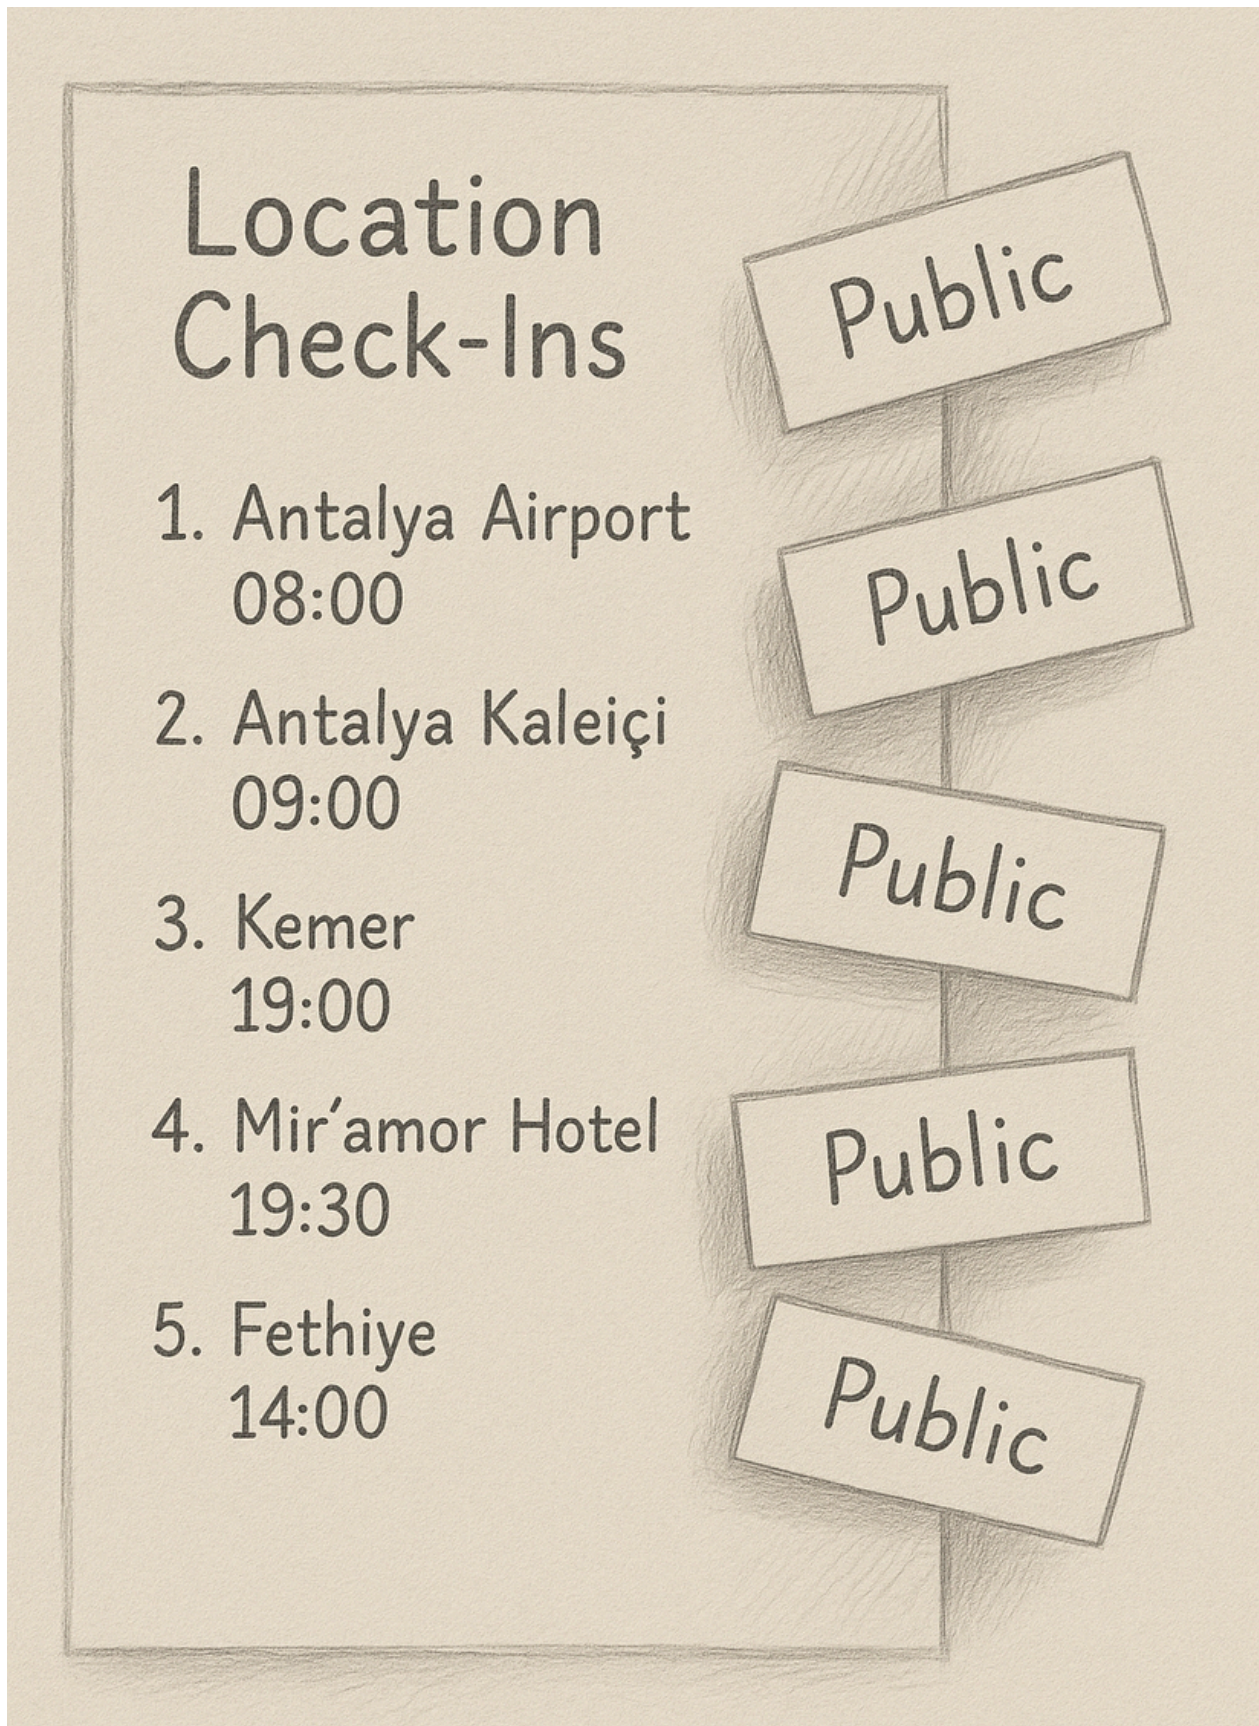 Location
Check-Ins
Public
1. Antalya Airport
08:00
Public
2. Antalya Kaleiçi
09:00
Public
3. Kemer
19:00
4. Mir’amor Hotel
19:30
Public
5. Fethiye
14:00
Public